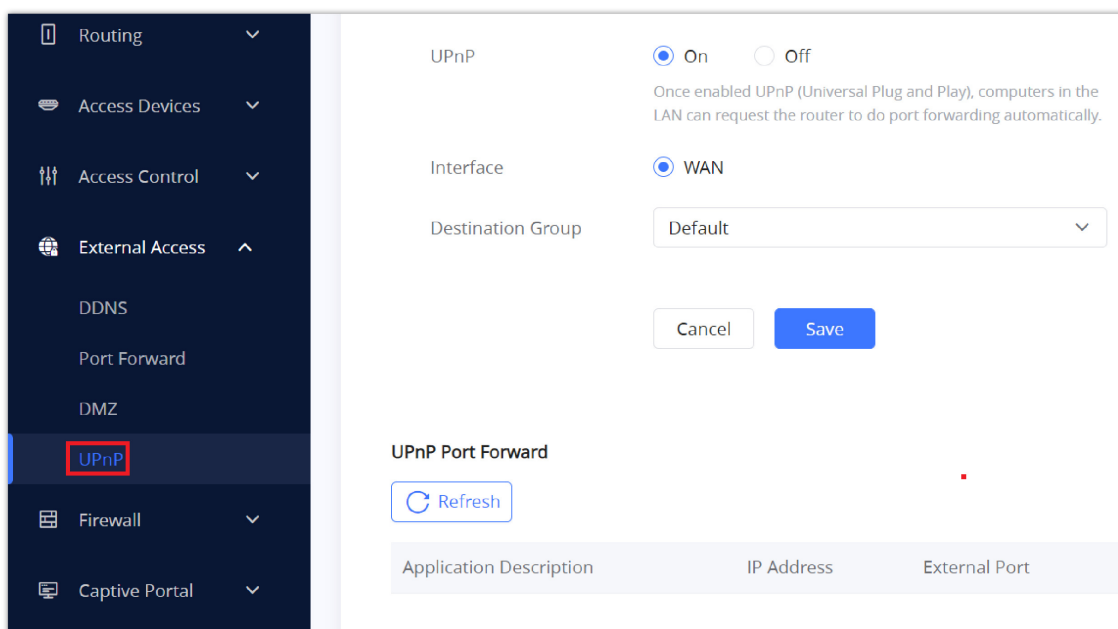 Routing
Access Devices
Access Control
External Access
DDNS
Port Forward
DMZ
UPnP
Firewall
Captive Portal
UPnP
On
Off
Once enabled UPnP (Universal Plug and Play), computers in the
LAN can request the router to do port forwarding automatically.
Interface
WAN
Destination Group
Default
Cancel
Save
UPnP Port Forward
Refresh
Application Description
IP Address
External Port